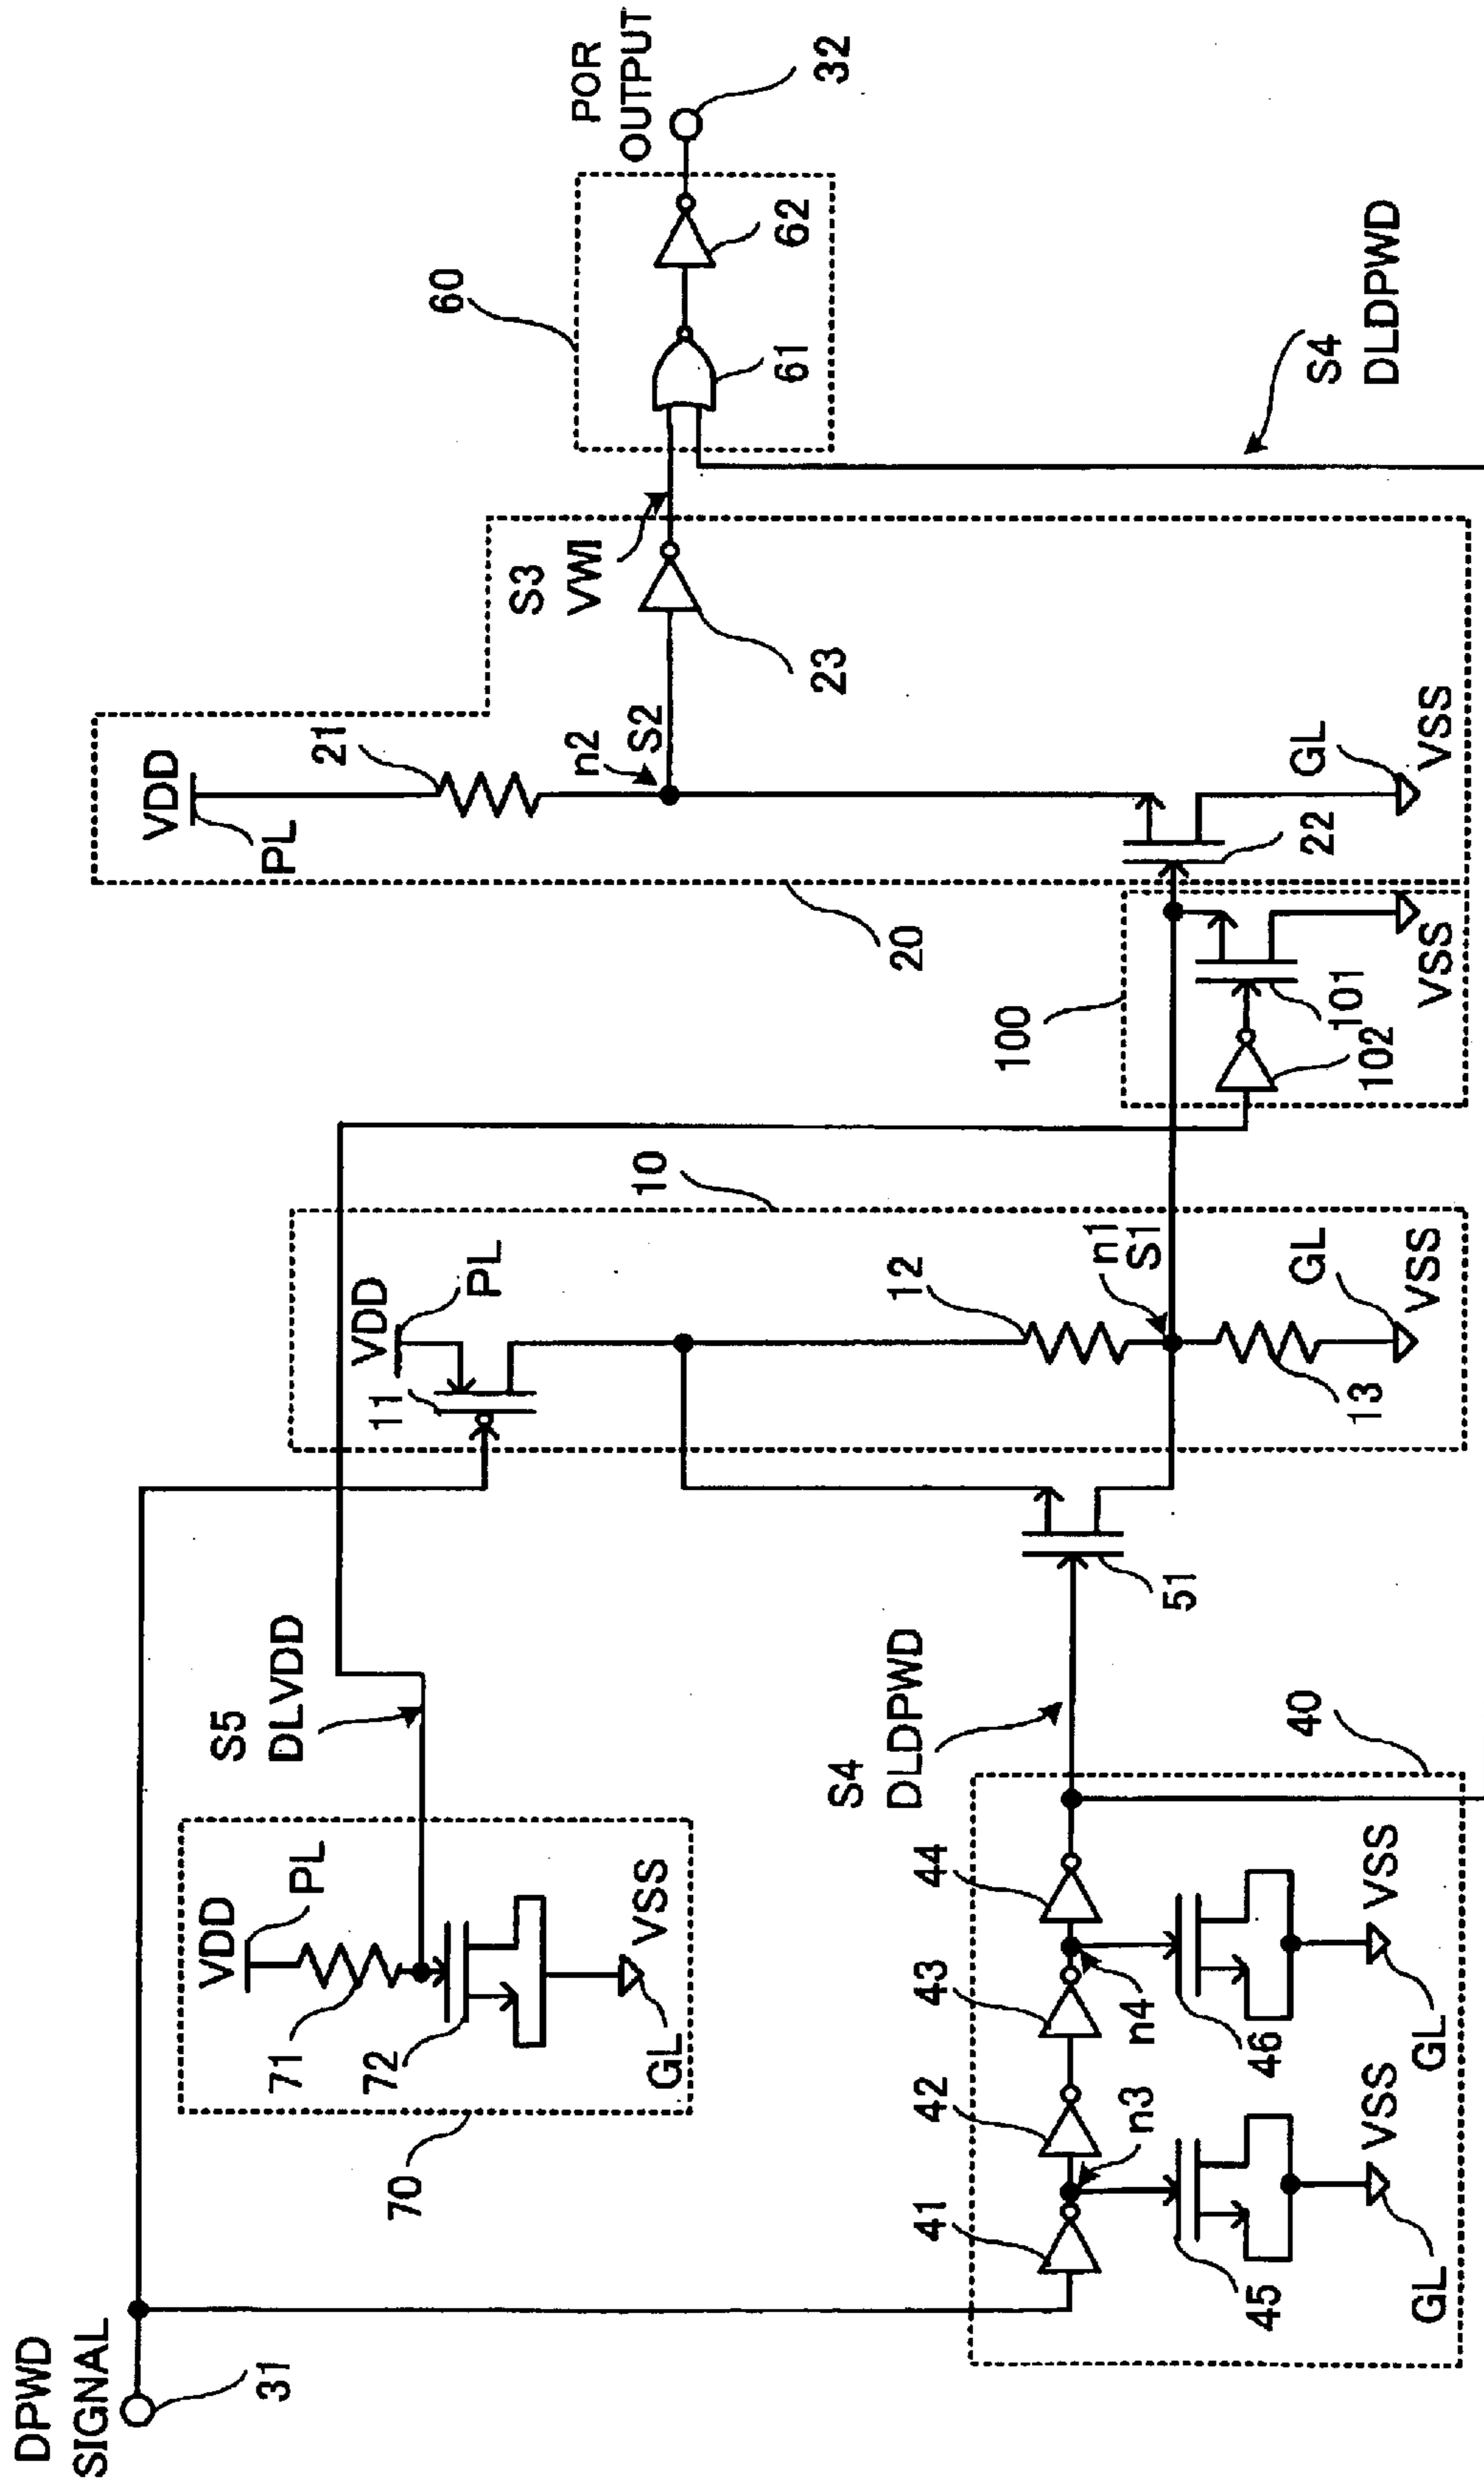 DPWD
SIGNAL
31
70
VDD
PL
71
72
GL
VSS
S5
DLVDD
40
41
42
43
44
n3
n4
45
46
GL
VSS
GL
VSS
S4
DLDPWD
51
10
VDD
PL
11
12
n1
S1
13
GL
VSS
100
102
101
VSS
20
VDD
PL
21
n2
S2
22
GL
VSS
23
S3
VWI
60
61
62
POR
OUTPUT
32
S4
DLDPWD